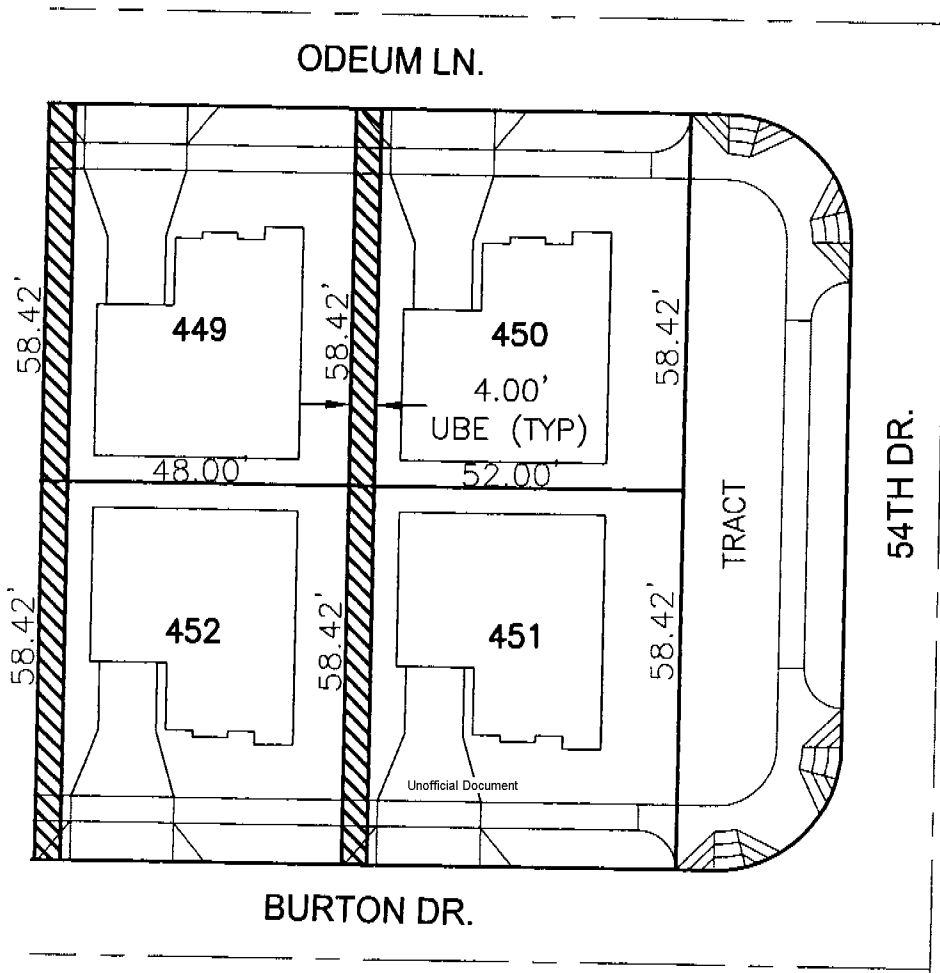 ODEUM LN.
58.42'
449
58.42'
450
58.42'
4.00'
UBE (TYP)
48.00'
52.00'
54TH DR.
TRACT
58.42'
452
58.42'
451
58.42'
Unofficial Document
BURTON DR.